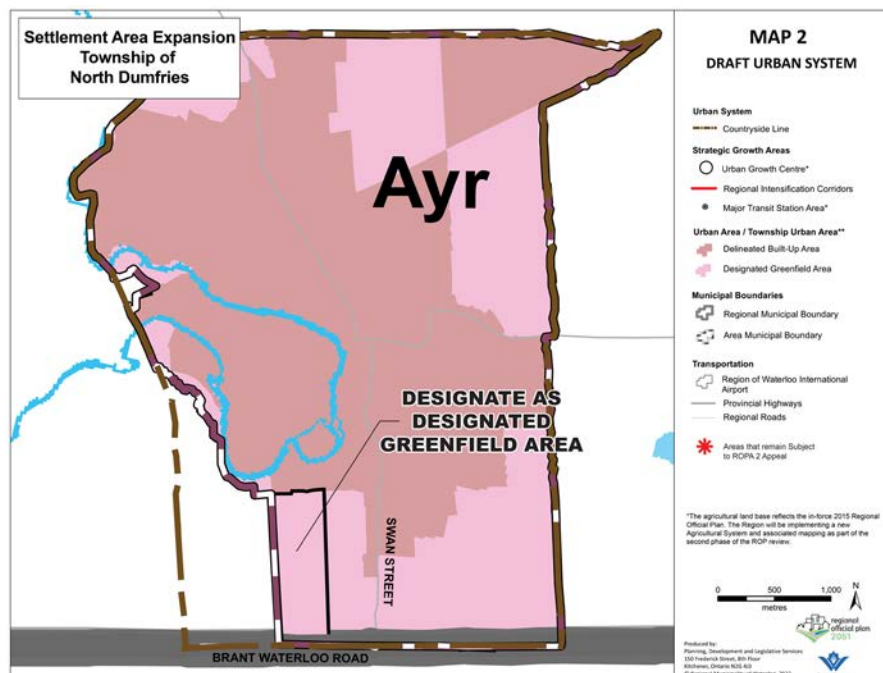 Settlement Area Expansion
Township of
North Dumfries
Ayr
DESIGNATE AS
DESIGNATED
GREENFIELD AREA
SWAN STREET
BRANT WATERLOO ROAD
MAP 2
DRAFT URBAN SYSTEM
Urban System
Countryside Line
Strategic Growth Areas
Urban Growth Centre*
Regional Intensification Corridors
Major Transit Station Area*
Urban Area / Township Urban Area**
Delineated Built-Up Area
Designated Greenfield Area
Municipal Boundaries
Regional Municipal Boundary
Area Municipal Boundary
Transportation
Region of Waterloo International
Airport
Provincial Highways
Regional Roads
Areas that remain Subject
to ROPA 2 Appeal
*The agricultural land base reflects the in-force 2015 Regional
Official Plan. The Region will be implementing a new
Agricultural System and associated mapping as part of the
second phase of the ROP review.
0 500 1,000
metres
N
regional
official plan
2051
Produced by:
Planning, Development and Legislative Services
150 Frederick Street, 8th Floor
Kitchener, Ontario N2G 4J3